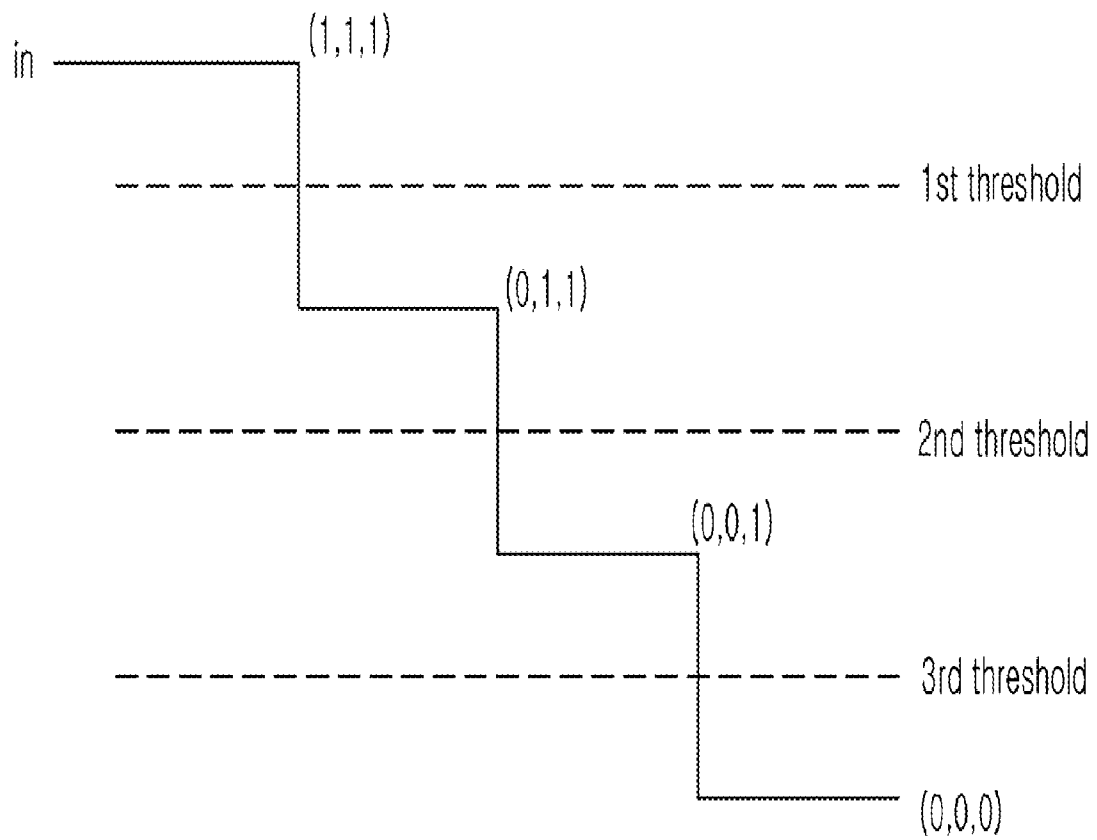 (1,1,1)
in
1st threshold
(0,1,1)
2nd threshold
(0,0,1)
3rd threshold
(0,0,0)